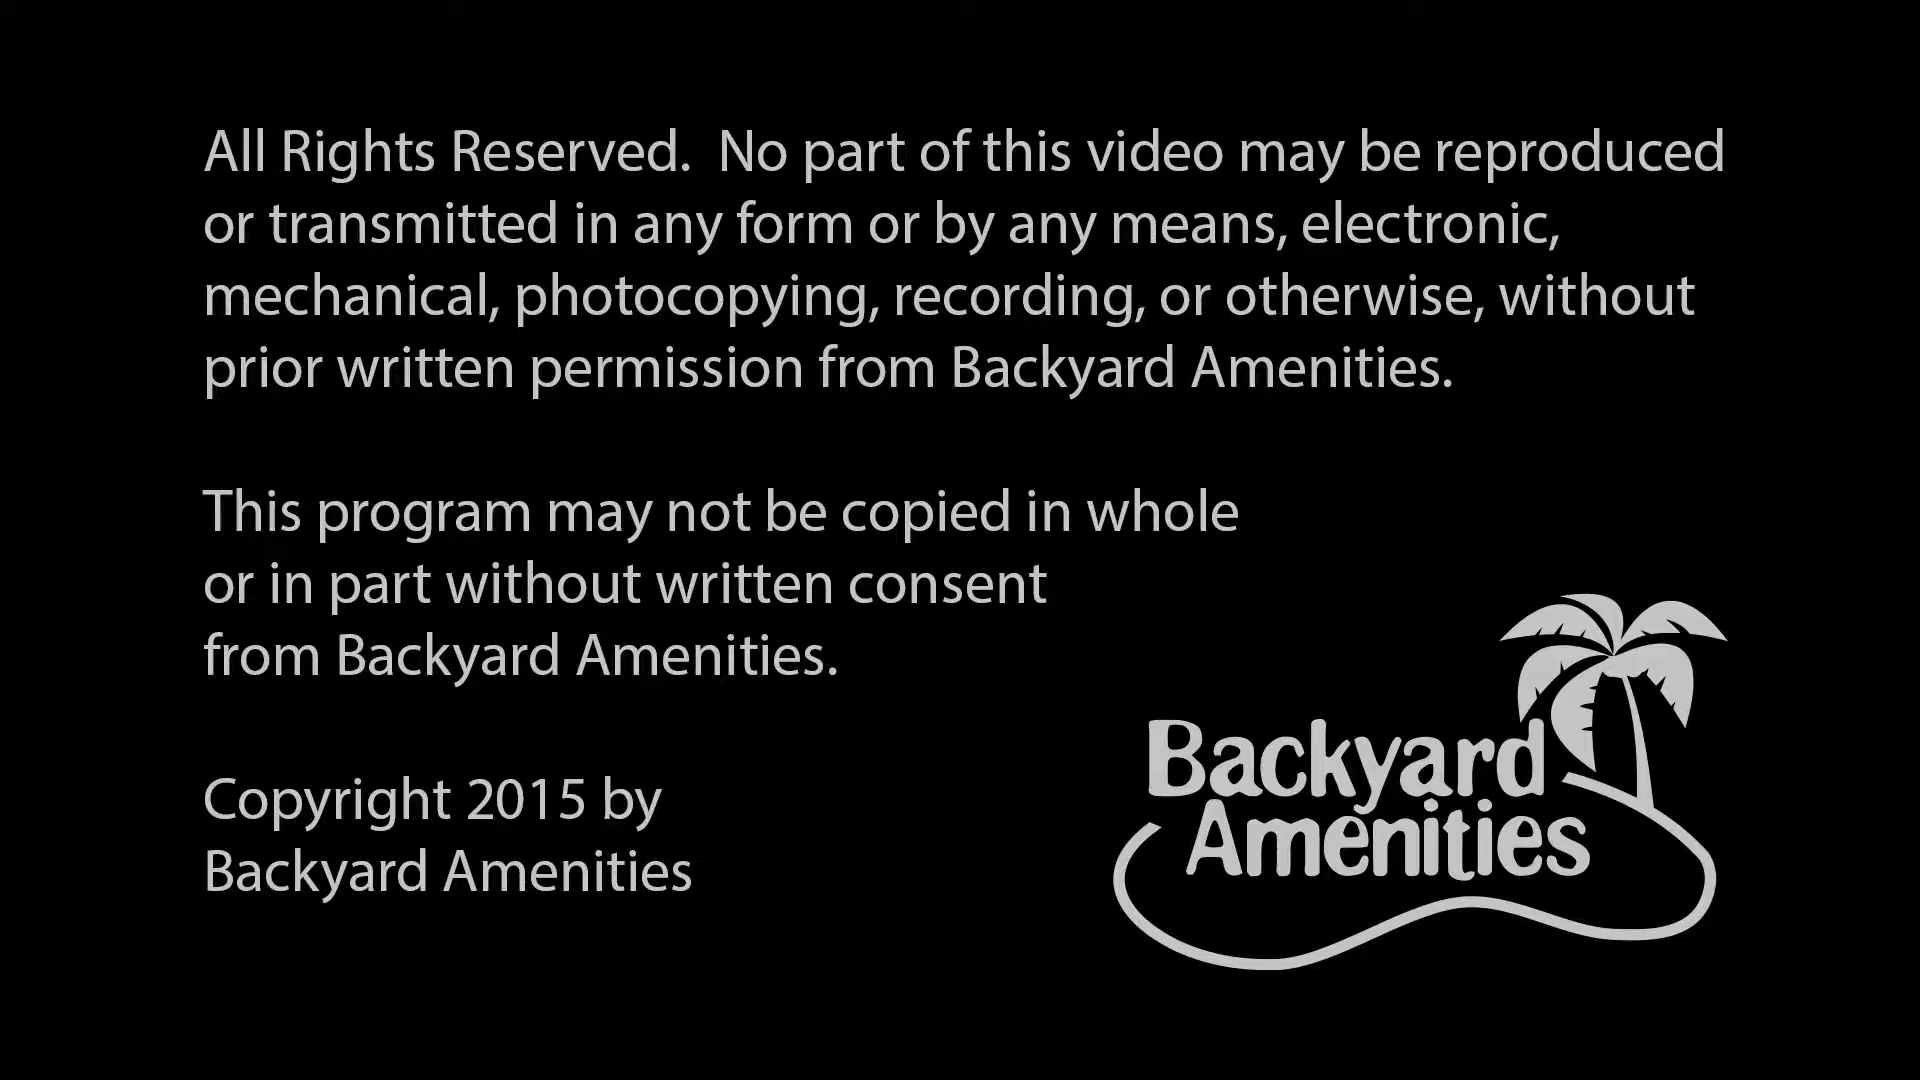 All Rights Reserved.  No part of this video may be reproduced
or transmitted in any form or by any means, electronic,
mechanical, photocopying, recording, or otherwise, without
prior written permission from Backyard Amenities.
This program may not be copied in whole
or in part without written consent
from Backyard Amenities.
Copyright 2015 by
Backyard Amenities
Backyard
Amenities